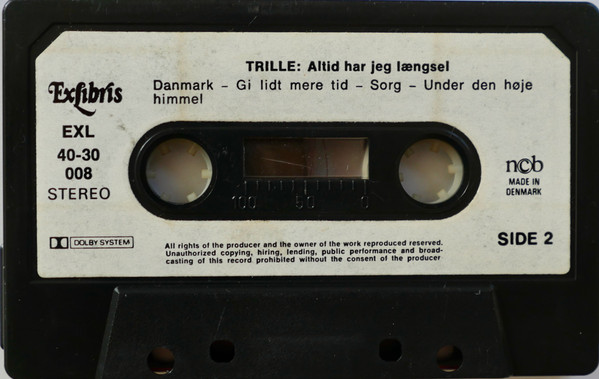 TRILLE: Altid har jeg længsel
Exlibris
Danmark – Gi lidt mere tid – Sorg – Under den høje
himmel
EXL
40-30
008
STEREO
100 50 0
ncb
MADE IN
DENMARK
DOLBY SYSTEM
All rights of the producer and the owner of the work reproduced reserved.
Unauthorized copying, hiring, lending, public performance and broad-
casting of this record prohibited without the consent of the producer
SIDE 2